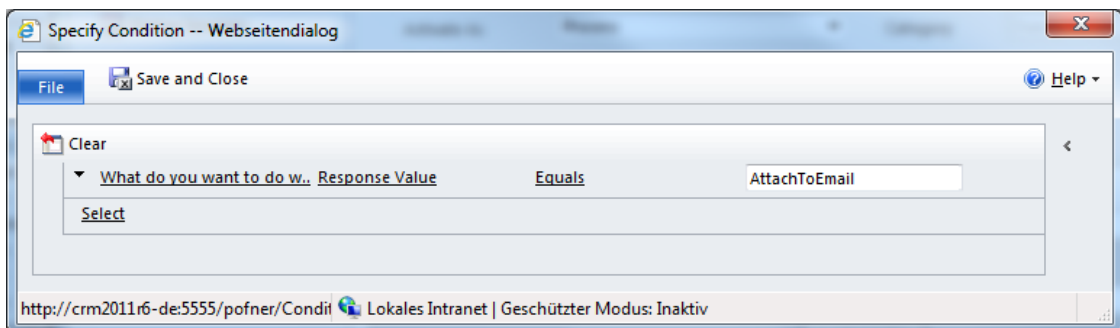 Specify Condition -- Webseitendialog
File Save and Close Help
Clear
What do you want to do w.. Response Value Equals AttachToEmail
Select
http://crm2011r6-de:5555/pofner/Condit Lokales Intranet | Geschützter Modus: Inaktiv